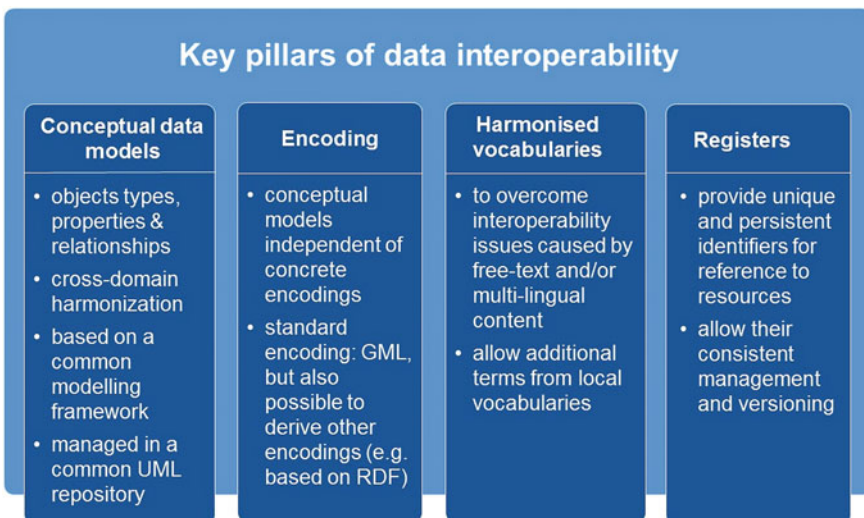 Key pillars of data interoperability
Conceptual data
models
• objects types,
properties &
relationships
• cross-domain
harmonization
• based on a
common
modelling
framework
• managed in a
common UML
repository
Encoding
• conceptual
models
independent of
concrete
encodings
• standard
encoding: GML,
but also
possible to
derive other
encodings (e.g.
based on RDF)
Harmonised
vocabularies
• to overcome
interoperability
issues caused by
free-text and/or
multi-lingual
content
• allow additional
terms from local
vocabularies
Registers
• provide unique
and persistent
identifiers for
reference to
resources
• allow their
consistent
management
and versioning